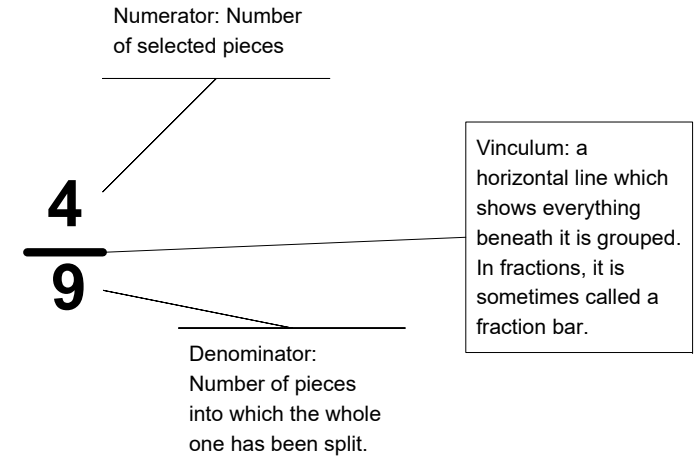 Numerator: Number
of selected pieces
4
9
Vinculum: a
horizontal line which
shows everything
beneath it is grouped.
In fractions, it is
sometimes called a
fraction bar.
Denominator:
Number of pieces
into which the whole
one has been split.